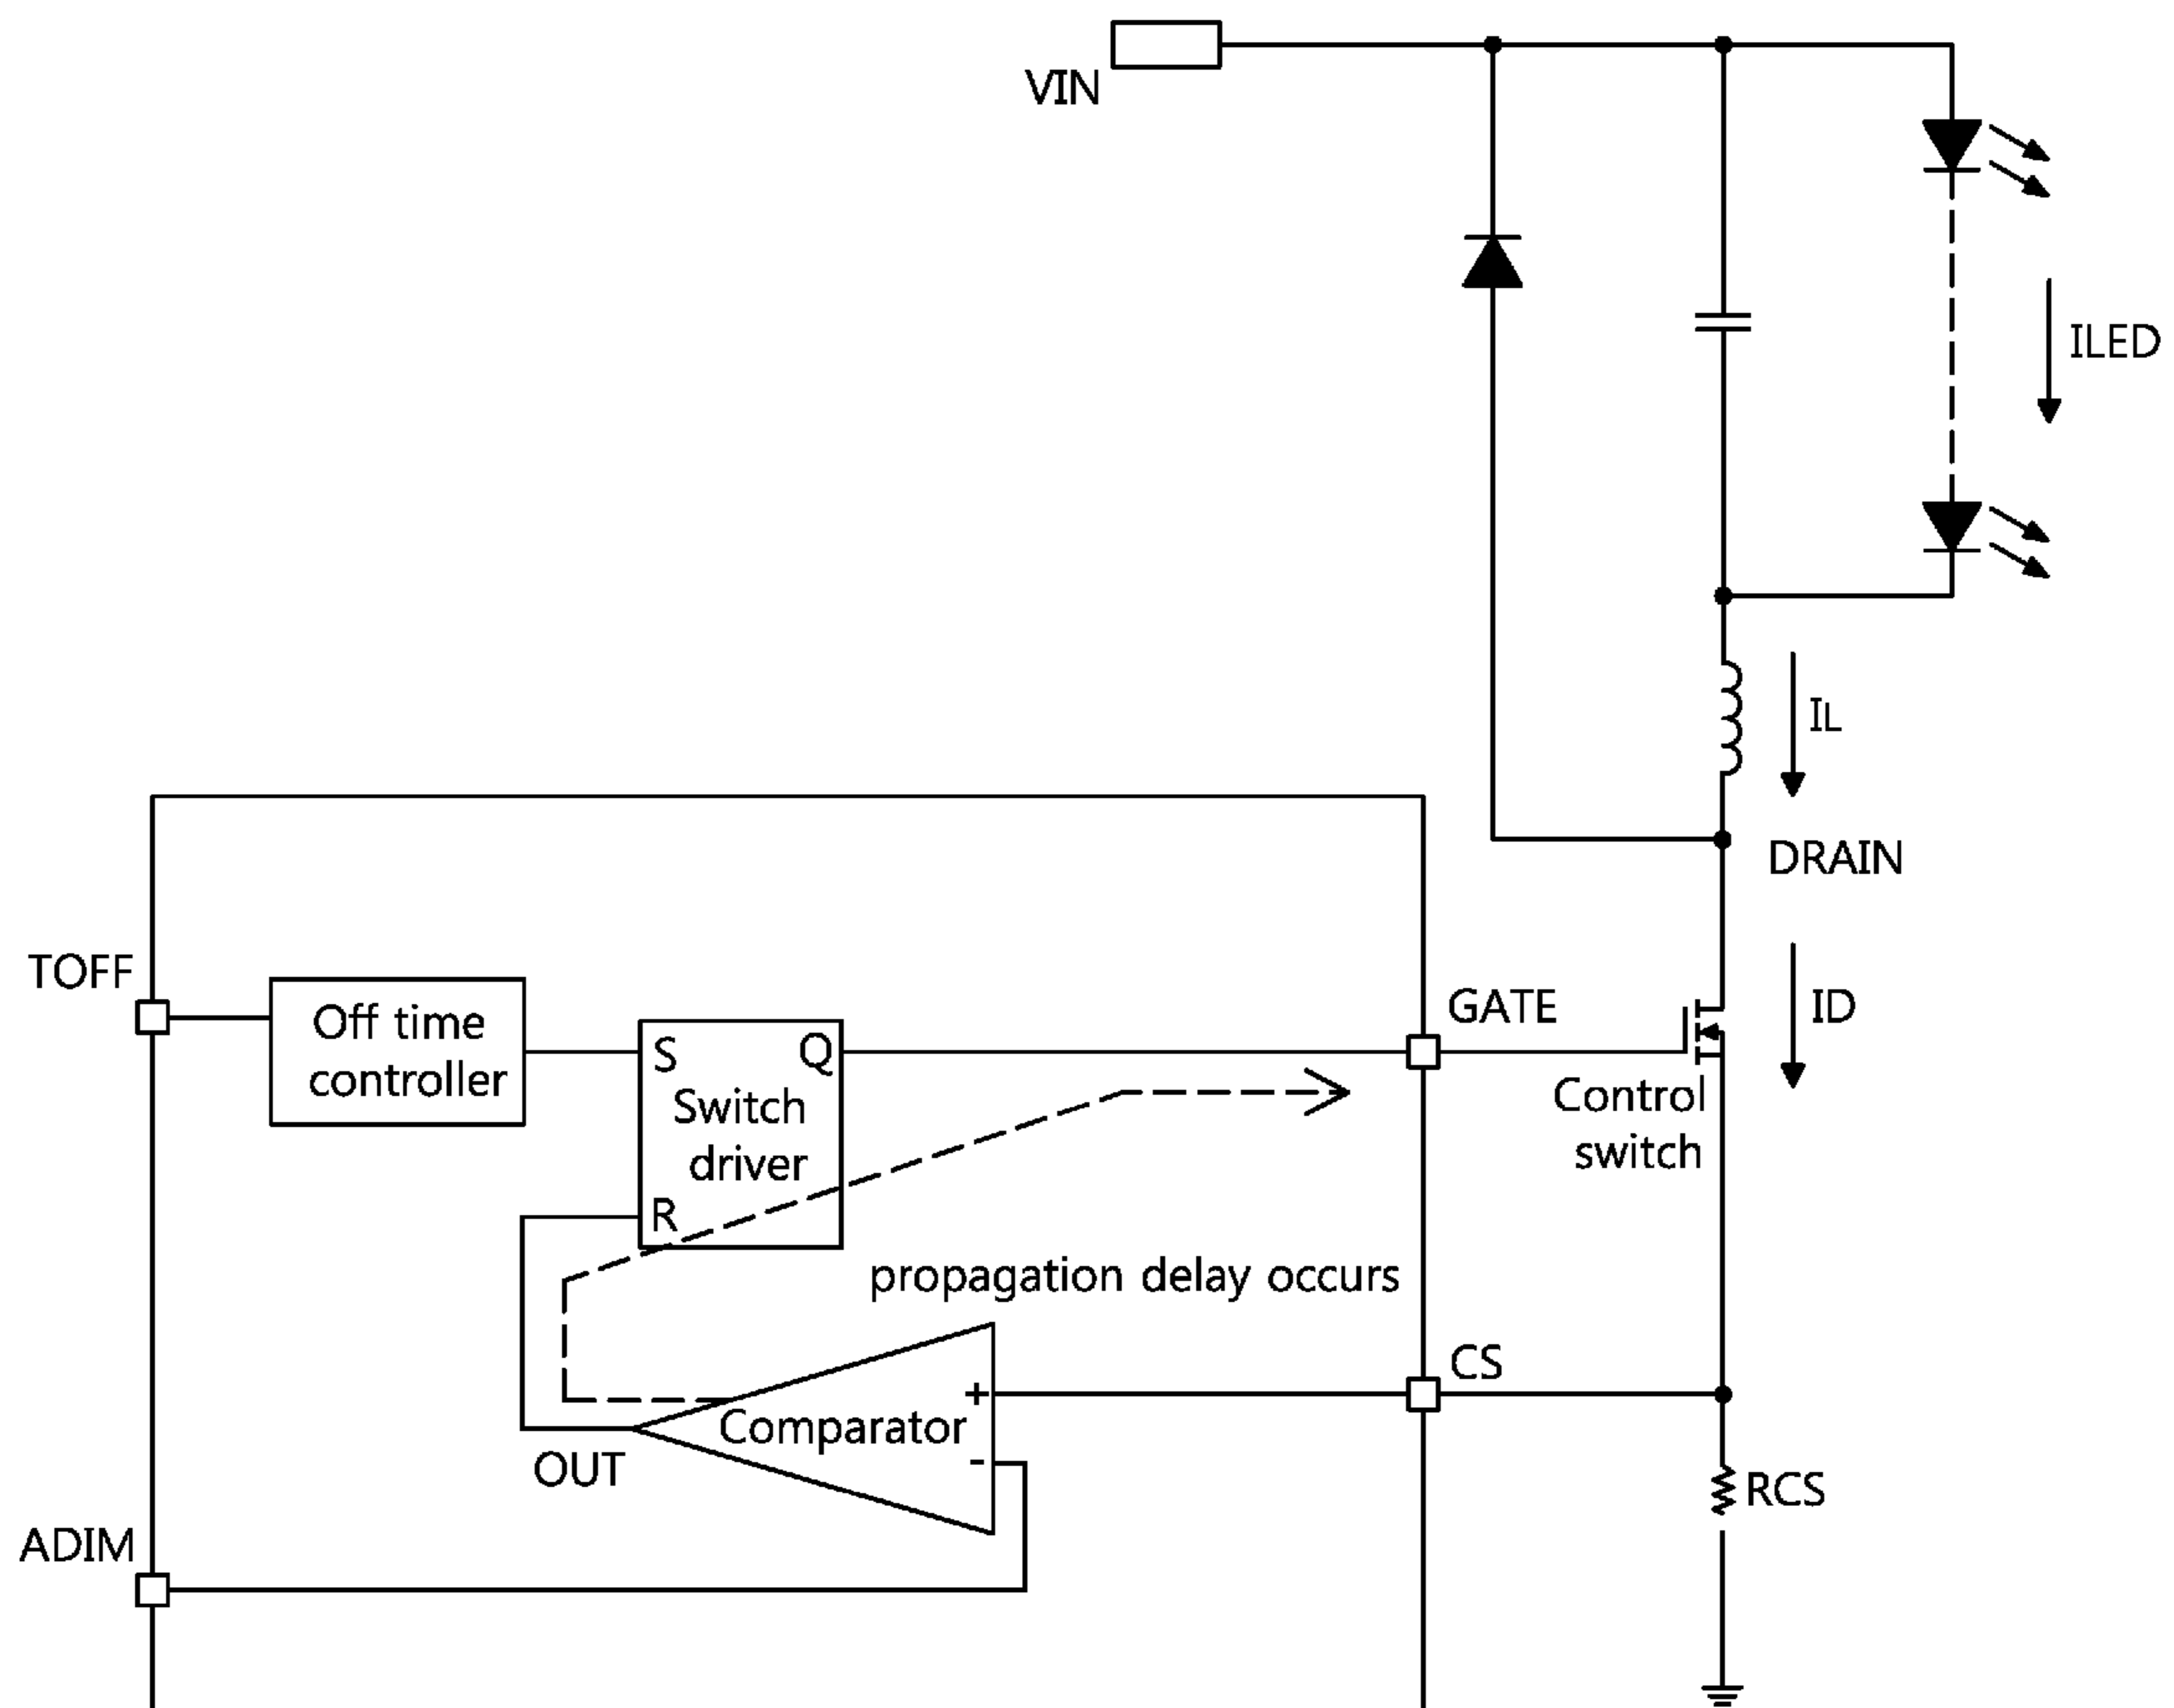 VIN
ILED
IL
DRAIN
TOFF
Off time
controller
S
Q
Switch
driver
R
GATE
ID
Control
switch
propagation delay occurs
CS
+
Comparator
-
OUT
RCS
ADIM